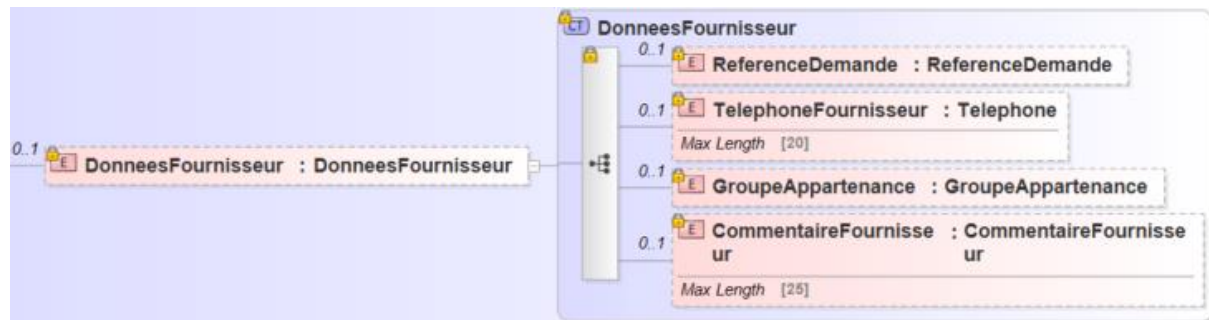 CT DonneesFournisseur
0..1 E ReferenceDemande : ReferenceDemande
0..1 E TelephoneFournisseur : Telephone
Max Length [20]
0..1 E DonneesFournisseur : DonneesFournisseur
0..1 E GroupeAppartenance : GroupeAppartenance
0..1 E CommentaireFournisse : CommentaireFournisse
ur ur
Max Length [25]